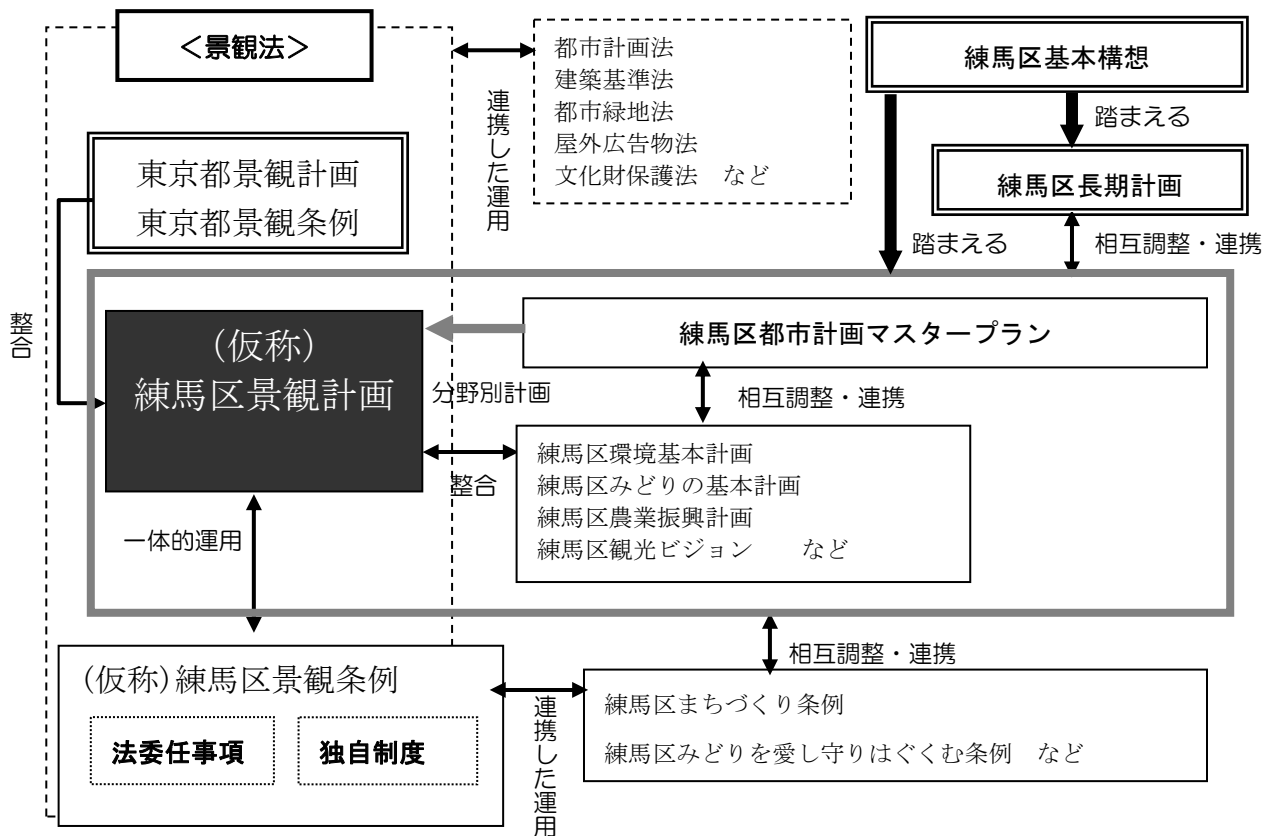 ＜景観法＞
都市計画法
建築基準法
都市緑地法
屋外広告物法
文化財保護法　など
連携した運用
練馬区基本構想
踏まえる
練馬区長期計画
踏まえる
相互調整・連携
東京都景観計画
東京都景観条例
整合
(仮称)
練馬区景観計画
練馬区都市計画マスタープラン
分野別計画
相互調整・連携
整合
練馬区環境基本計画
練馬区みどりの基本計画
練馬区農業振興計画
練馬区観光ビジョン　　など
一体的運用
相互調整・連携
(仮称)練馬区景観条例
法委任事項
独自制度
連携した運用
練馬区まちづくり条例
練馬区みどりを愛し守りはぐくむ条例　など